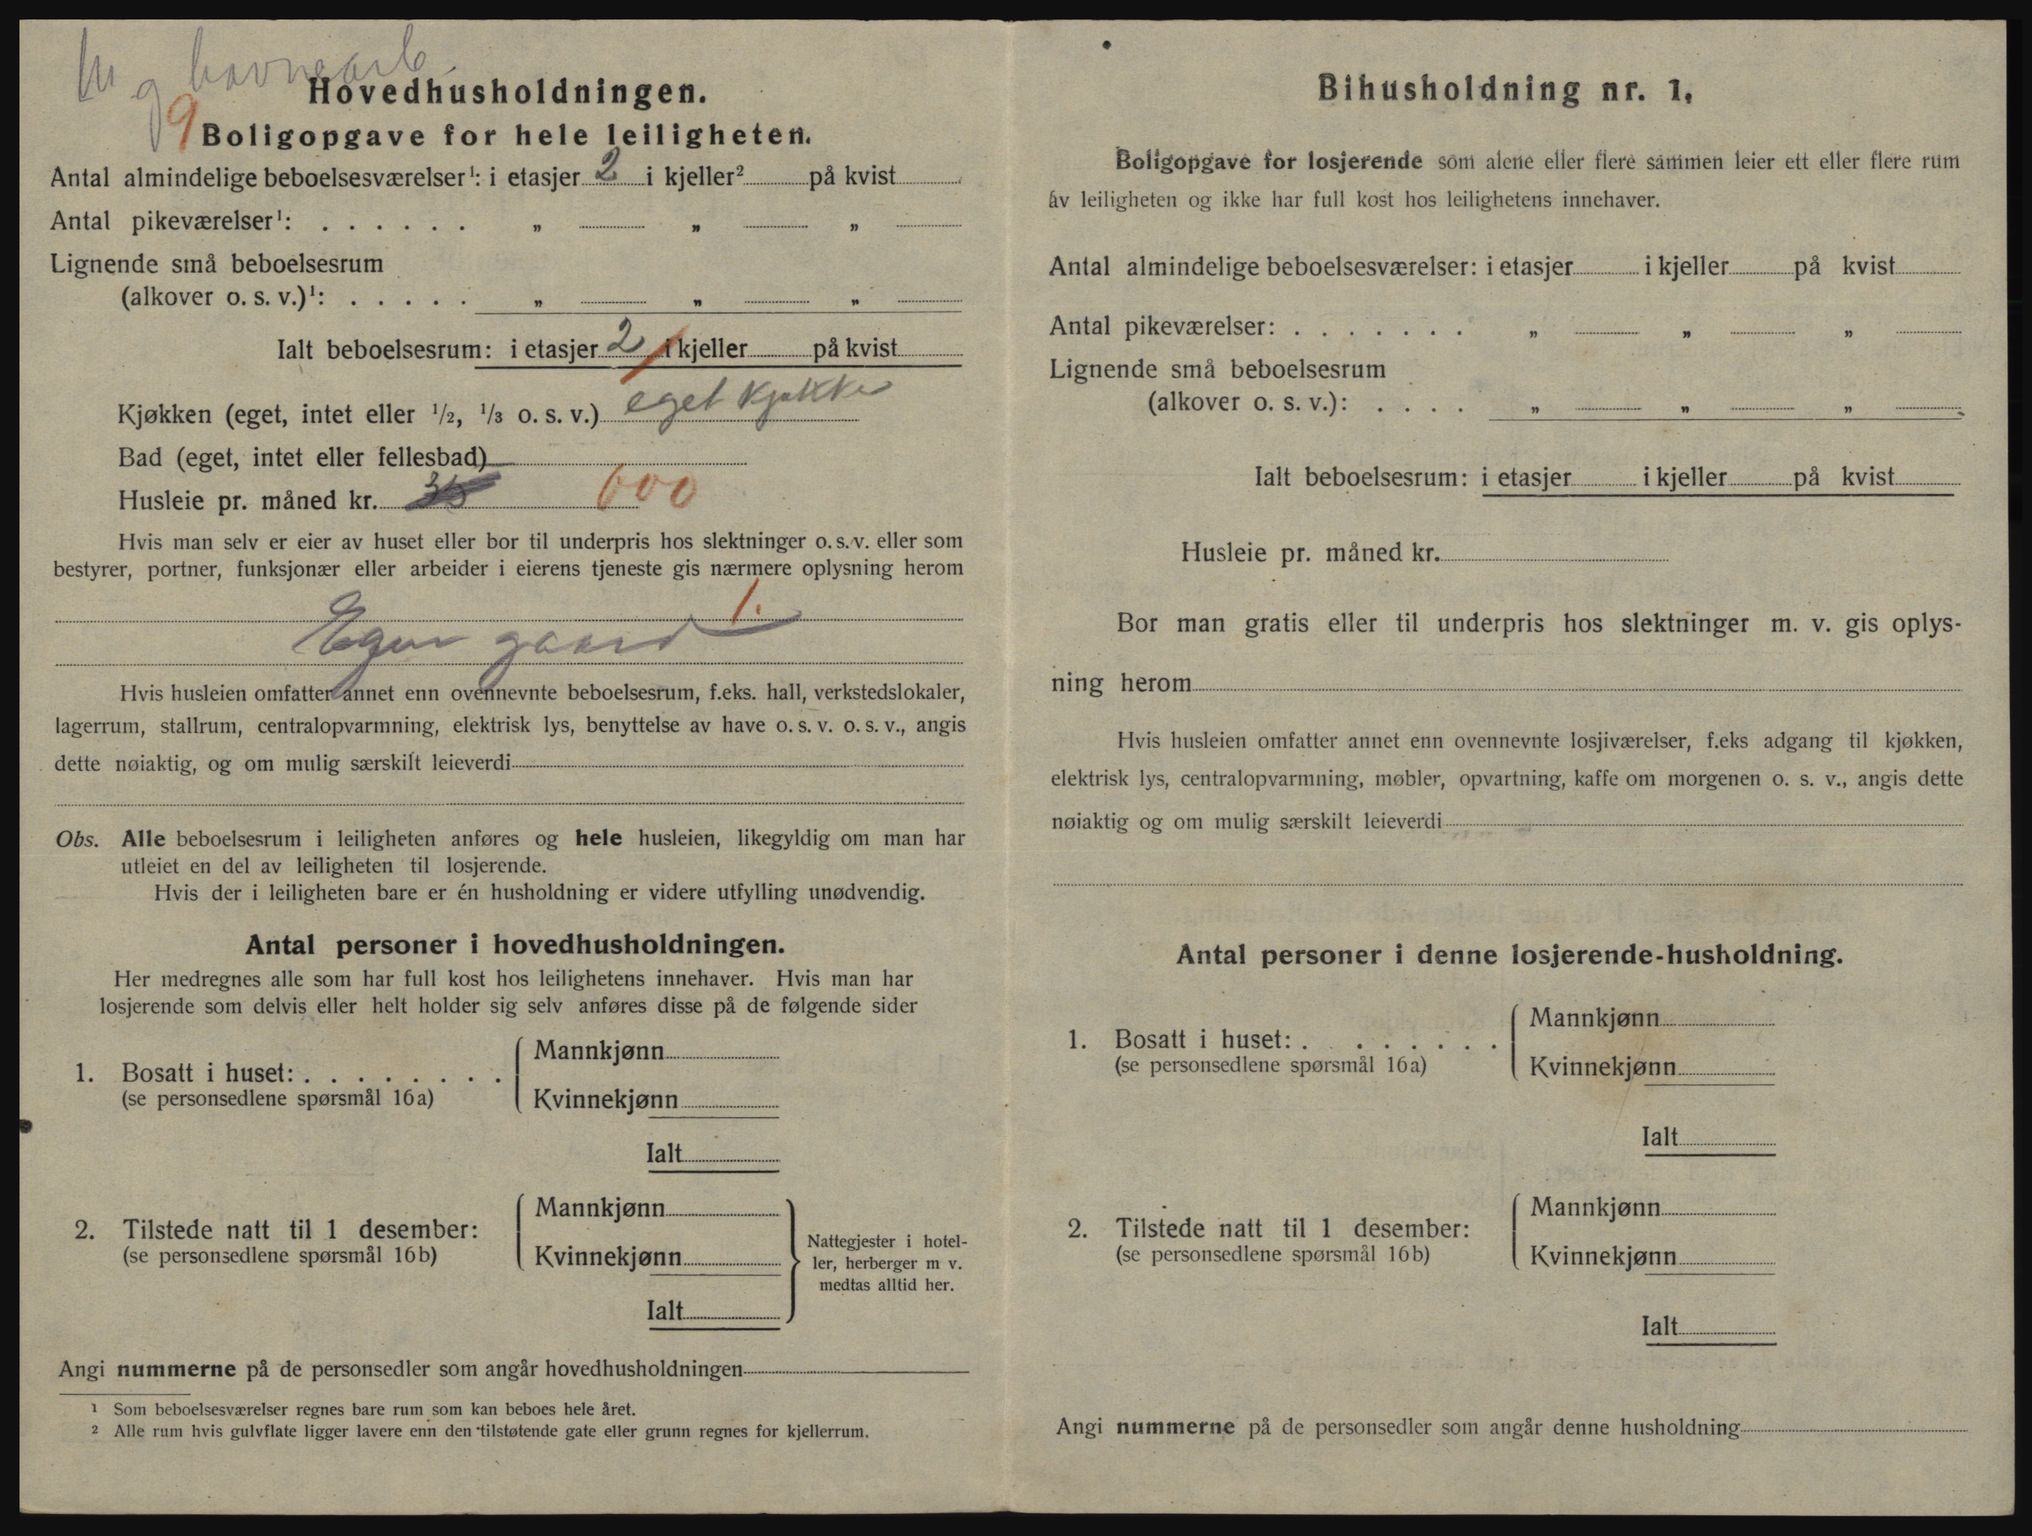 havnearb.
Hovedhusholdningen.
9
Boligopgave for hele leiligheten.
Antal almindelige beboelsesværelser¹: i etasjer 2 i kjeller² på kvist
Antal pikeværelser¹: . . . . . . „ „ „
Lignende små beboelsesrum
(alkover o. s. v.)¹: . . . . . „ „ „
Ialt beboelsesrum: i etasjer 2 i kjeller på kvist
Kjøkken (eget, intet eller 1/2, 1/3 o. s. v.) eget kjøkken
Bad (eget, intet eller fellesbad)
Husleie pr. måned kr. 35 600
Hvis man selv er eier av huset eller bor til underpris hos slektninger o. s. v. eller som
bestyrer, portner, funksjonær eller arbeider i eierens tjeneste gis nærmere oplysning herom
1.
Egen gaard
Hvis husleien omfatter annet enn ovennevnte beboelsesrum, f.eks. hall, verkstedslokaler,
lagerrum, stallrum, centralopvarmning, elektrisk lys, benyttelse av have o. s. v. o. s. v., angis
dette nøiaktig, og om mulig særskilt leieverdi
Obs. Alle beboelsesrum i leiligheten anføres og hele husleien, likegyldig om man har
utleiet en del av leiligheten til losjerende.
Hvis der i leiligheten bare er én husholdning er videre utfylling unødvendig.
Antal personer i hovedhusholdningen.
Her medregnes alle som har full kost hos leilighetens innehaver. Hvis man har
losjerende som delvis eller helt holder sig selv anføres disse på de følgende sider
Mannkjønn
1. Bosatt i huset: . . . . . . . .
(se personsedlene spørsmål 16a)
Kvinnekjønn
Ialt
Mannkjønn
2. Tilstede natt til 1 desember:
(se personsedlene spørsmål 16b)
Kvinnekjønn
Ialt
Nattegjester i hotel-
ler, herberger m v.
medtas alltid her.
Angi nummerne på de personsedler som angår hovedhusholdningen
1 Som beboelsesværelser regnes bare rum som kan beboes hele året.
2 Alle rum hvis gulvflate ligger lavere enn den tilstøtende gate eller grunn regnes for kjellerrum.
Bihusholdning nr. 1.
Boligopgave for losjerende som alene eller flere sammen leier ett eller flere rum
av leiligheten og ikke har full kost hos leilighetens innehaver.
Antal almindelige beboelsesværelser: i etasjer i kjeller på kvist
Antal pikeværelser: . . . . . . . „ „ „
Lignende små beboelsesrum
(alkover o. s. v.): . . . . „ „ „
Ialt beboelsesrum: i etasjer i kjeller på kvist
Husleie pr. måned kr.
Bor man gratis eller til underpris hos slektninger m. v. gis oplys-
ning herom
Hvis husleien omfatter annet enn ovennevnte losjiværelser, f.eks adgang til kjøkken,
elektrisk lys, centralopvarmning, møbler, opvartning, kaffe om morgenen o. s. v., angis dette
nøiaktig og om mulig særskilt leieverdi
Antal personer i denne losjerende-husholdning.
Mannkjønn
1. Bosatt i huset: . . . . . . .
(se personsedlene spørsmål 16a)
Kvinnekjønn
Ialt
Mannkjønn
2. Tilstede natt til 1 desember:
(se personsedlene spørsmål 16b)
Kvinnekjønn
Ialt
Angi nummerne på de personsedler som angår denne husholdning